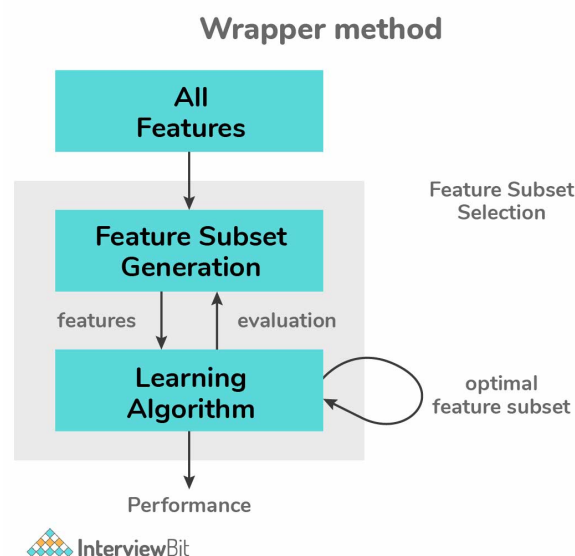 Wrapper method
All
Features
Feature Subset
Selection
Feature Subset
Generation
features
evaluation
Learning
Algorithm
optimal
feature subset
Performance
InterviewBit